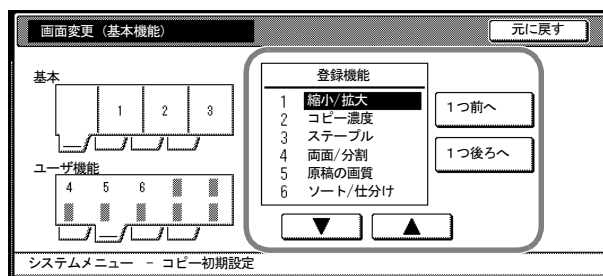 画面変更（基本機能）
元に戻す
基本
1 2 3
ユーザ機能
4 5 6
登録機能
1 縮小/拡大
2 コピー濃度
3 ステープル
4 両面/分割
5 原稿の画質
6 ソート/仕分け
▼ ▲
1つ前へ
1つ後ろへ
システムメニュー － コピー初期設定